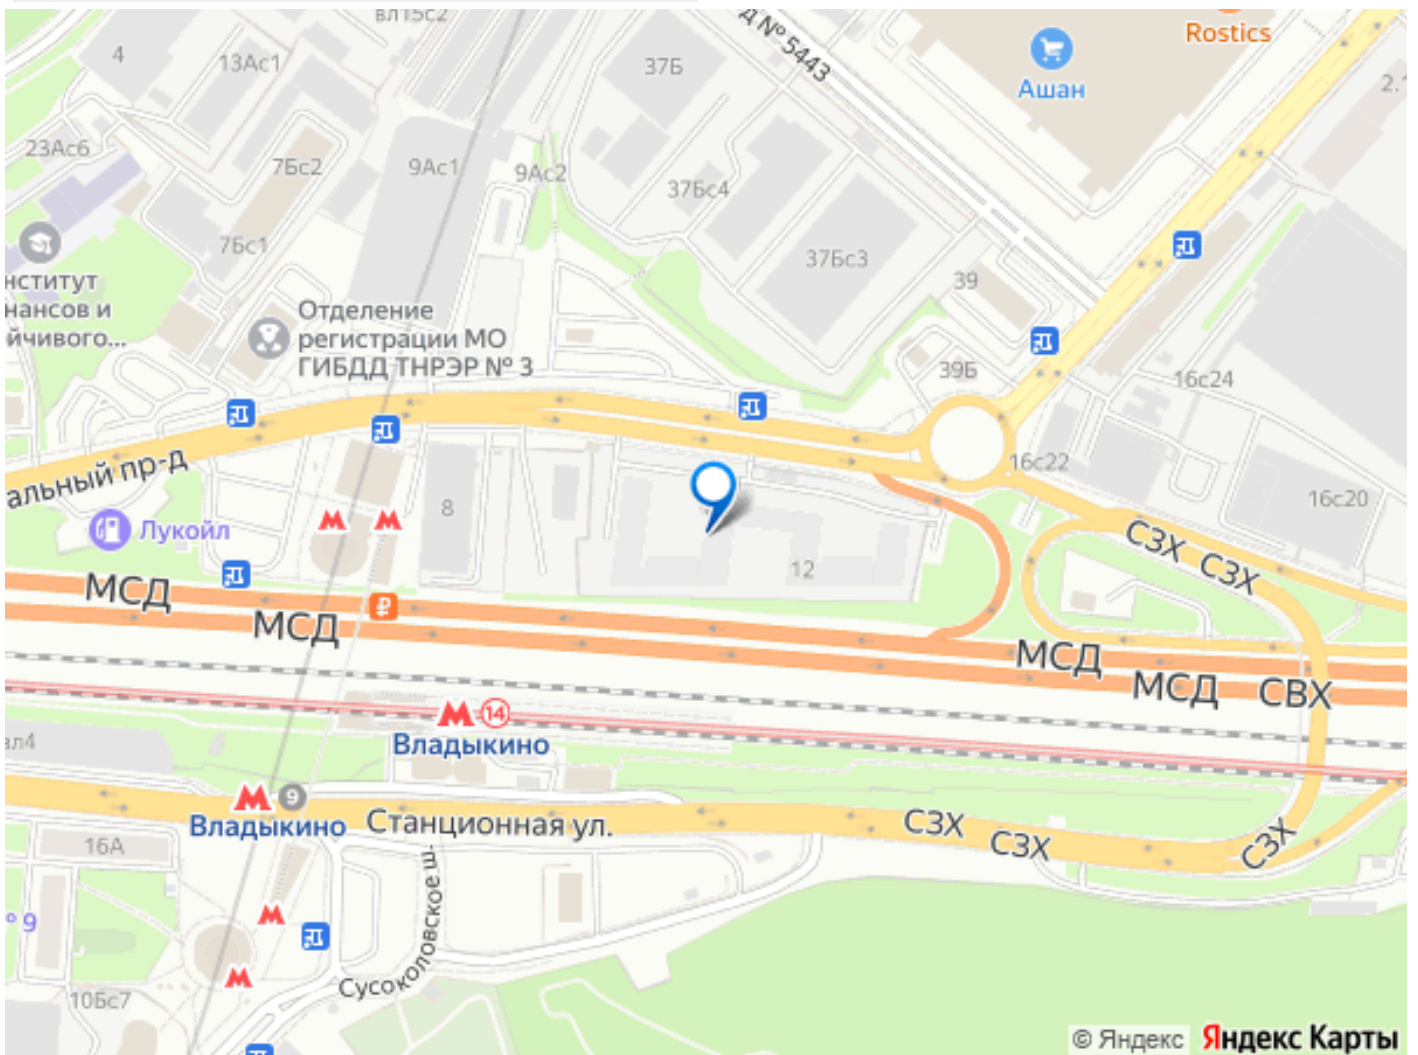 вл15с2
4
13Ас1
37Б
д № 5443
Rostics
Ашан
2.1
23Ас6
7Бс2
9Ас1
9Ас2
37Бс4
7Бс1
37Бс3
39
нститут
нансов и
йчивого...
Отделение
регистрации МО
ГИБДД ТНРЭР № 3
39Б
16с24
альный пр-д
16с22
16с20
8
Лукойл
12
СЗХ СЗХ
МСД
МСД
МСД
МСД
СВХ
14
Владыкино
вл4
9
Владыкино
Станционная ул.
СЗХ
СЗХ
СЗХ
16А
Сусоколовское ш.
º 9
10Бс7
© Яндекс Яндекс Карты